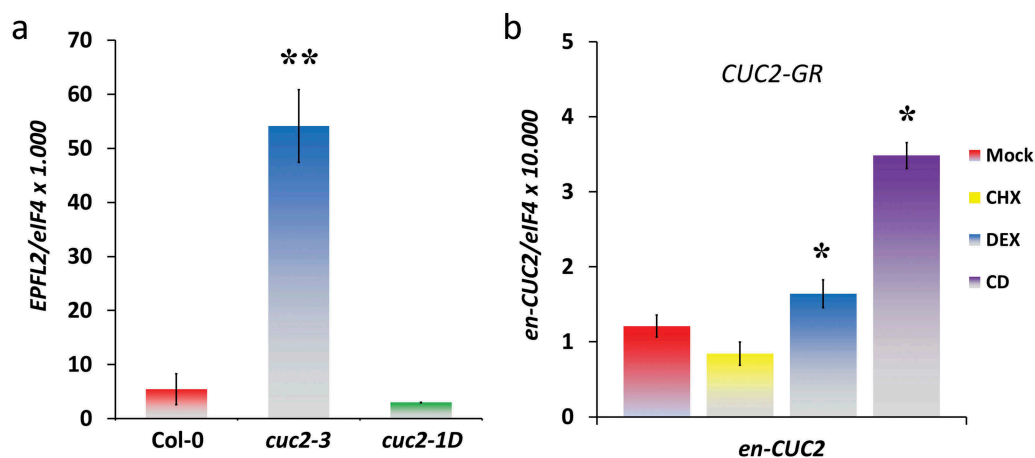 a
EPFL2/eIF4 x 1.000
70
60
50
40
30
20
10
0
**
Col-0 cuc2-3 cuc2-1D
b
en-CUC2/eIF4 x 10.000
5
4
3
2
1
0
CUC2-GR
*
*
en-CUC2
Mock
CHX
DEX
CD